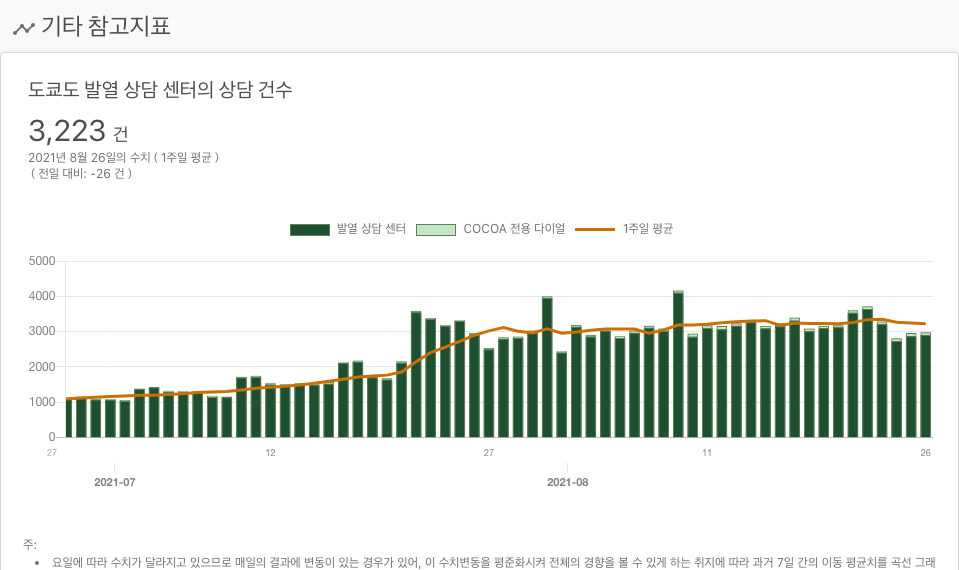 기타 참고지표
도쿄도 발열 상담 센터의 상담 건수
3,223 건
2021년 8월 26일의 수치 ( 1주일 평균 )
( 전일 대비: -26 건 )
발열 상담 센터 COCOA 전용 다이얼 1주일 평균
5000
4000
3000
2000
1000
0
27 12 27 11 26
2021-07 2021-08
주:
• 요일에 따라 수치가 달라지고 있으므로 매일의 결과에 변동이 있는 경우가 있어, 이 수치변동을 평준화시켜 전체의 경향을 볼 수 있게 하는 취지에 따라 과거 7일 간의 이동 평균치를 곡선 그래